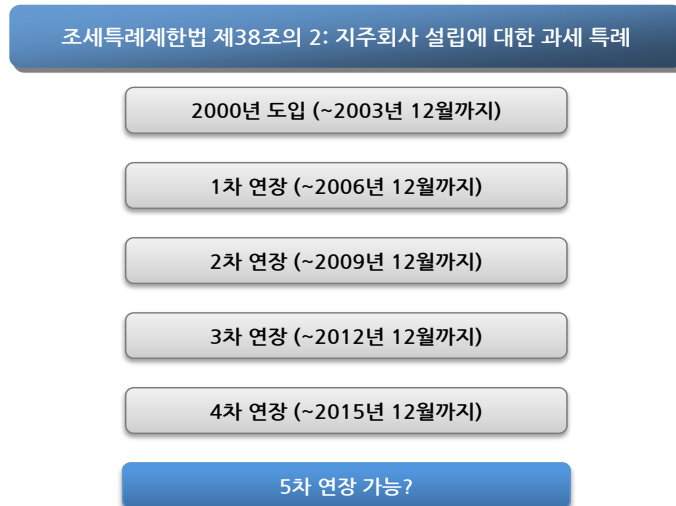 조세특례제한법 제38조의 2: 지주회사 설립에 대한 과세 특례
2000년 도입 (~2003년 12월까지)
1차 연장 (~2006년 12월까지)
2차 연장 (~2009년 12월까지)
3차 연장 (~2012년 12월까지)
4차 연장 (~2015년 12월까지)
5차 연장 가능?